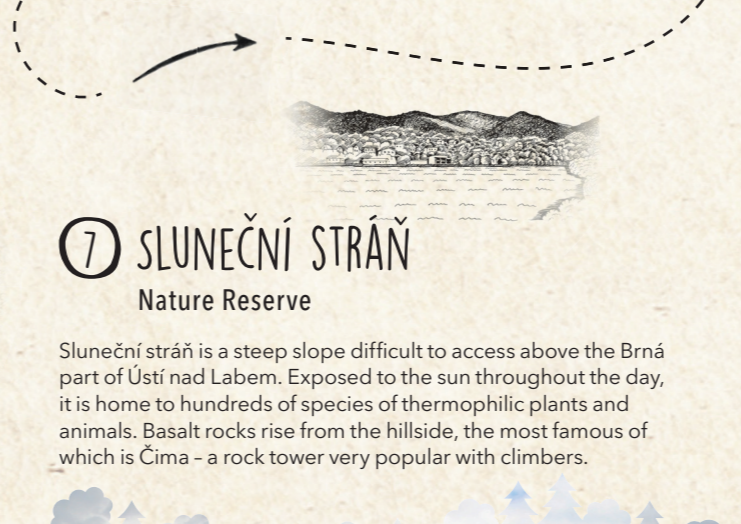 7 SLUNEČNÍ STRÁŇ
Nature Reserve
Sluneční stráň is a steep slope difficult to access above the Brná
part of Ústí nad Labem. Exposed to the sun throughout the day,
it is home to hundreds of species of thermophilic plants and
animals. Basalt rocks rise from the hillside, the most famous of
which is Čima – a rock tower very popular with climbers.